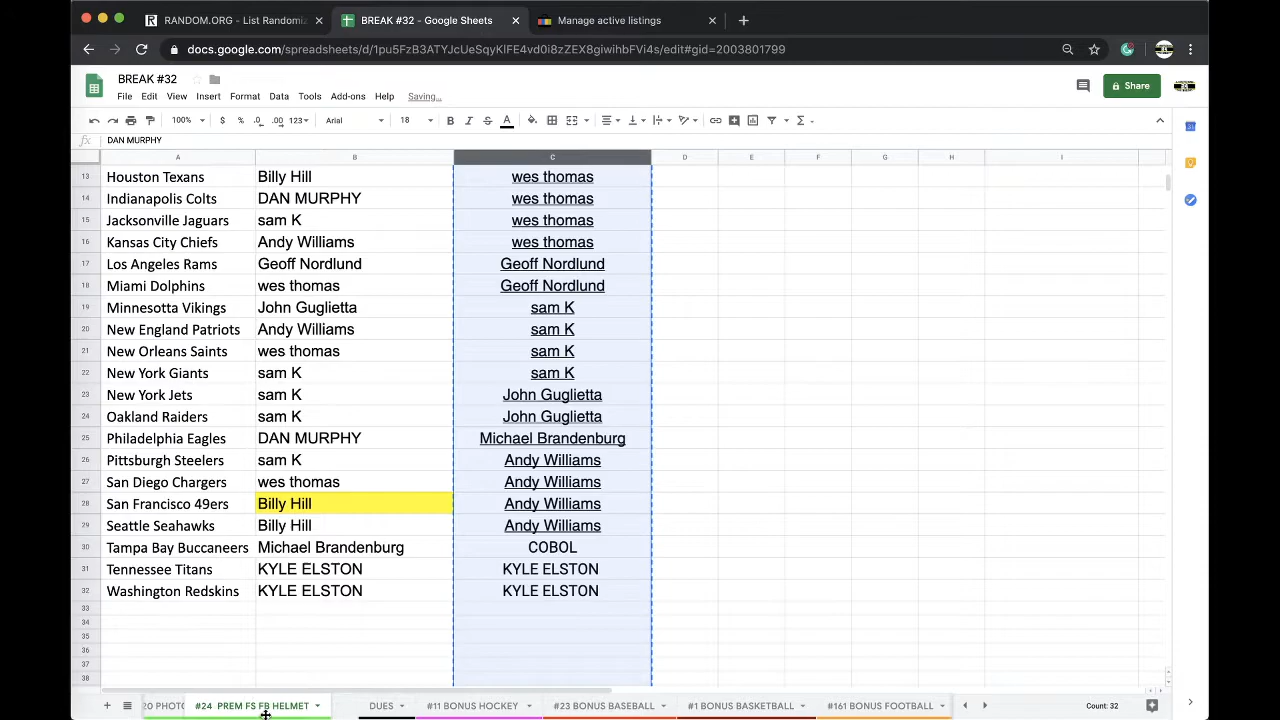 RANDOM.ORG - List Randomiz
BREAK #32 - Google Sheets
Manage active listings
docs.google.com/spreadsheets/d/1pu5FzB3ATYJcUeSqyKlFE4vd0i8zZEX8giwihbFVi4s/edit#gid=2003801799
BREAK #32
File Edit View Insert Format Data Tools Add-ons Help Saving...
Share
100% $ % .0 .00 123 Arial 18 B I S A
fx DAN MURPHY
A B C D E F G H I
13 Houston Texans Billy Hill wes thomas
14 Indianapolis Colts DAN MURPHY wes thomas
15 Jacksonville Jaguars sam K wes thomas
16 Kansas City Chiefs Andy Williams wes thomas
17 Los Angeles Rams Geoff Nordlund Geoff Nordlund
18 Miami Dolphins wes thomas Geoff Nordlund
19 Minnesotta Vikings John Guglietta sam K
20 New England Patriots Andy Williams sam K
21 New Orleans Saints wes thomas sam K
22 New York Giants sam K sam K
23 New York Jets sam K John Guglietta
24 Oakland Raiders sam K John Guglietta
25 Philadelphia Eagles DAN MURPHY Michael Brandenburg
26 Pittsburgh Steelers sam K Andy Williams
27 San Diego Chargers wes thomas Andy Williams
28 San Francisco 49ers Billy Hill Andy Williams
29 Seattle Seahawks Billy Hill Andy Williams
30 Tampa Bay Buccaneers Michael Brandenburg COBOL
31 Tennessee Titans KYLE ELSTON KYLE ELSTON
32 Washington Redskins KYLE ELSTON KYLE ELSTON
33
34
35
36
37
38
20 PHOTO #24 PREM FS FB HELMET DUES #11 BONUS HOCKEY #23 BONUS BASEBALL #1 BONUS BASKETBALL #161 BONUS FOOTBALL Count: 32